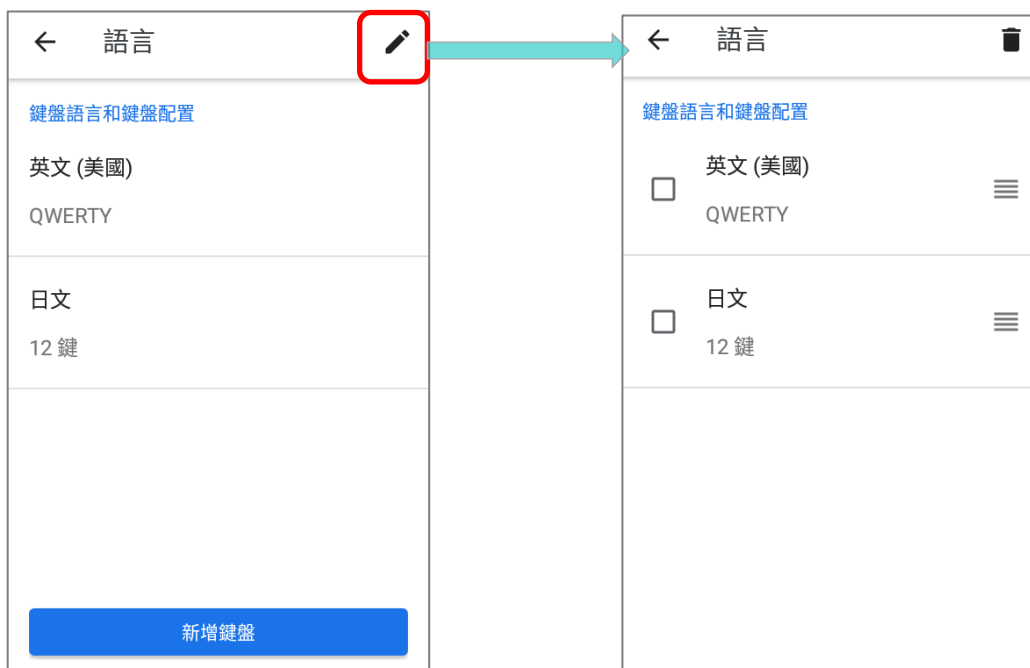 語言
鍵盤語言和鍵盤配置
英文 (美國)
QWERTY
日文
12 鍵
新增鍵盤
語言
鍵盤語言和鍵盤配置
英文 (美國)
QWERTY
日文
12 鍵